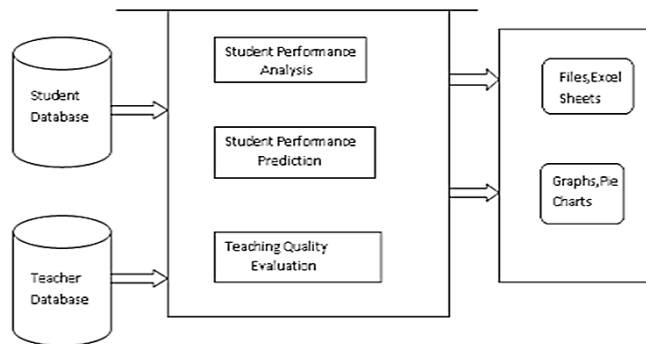 Student
Database
Teacher
Database
Student Performance
Analysis
Student Performance
Prediction
Teaching Quality
Evaluation
Files,Excel
Sheets
Graphs,Pie
Charts